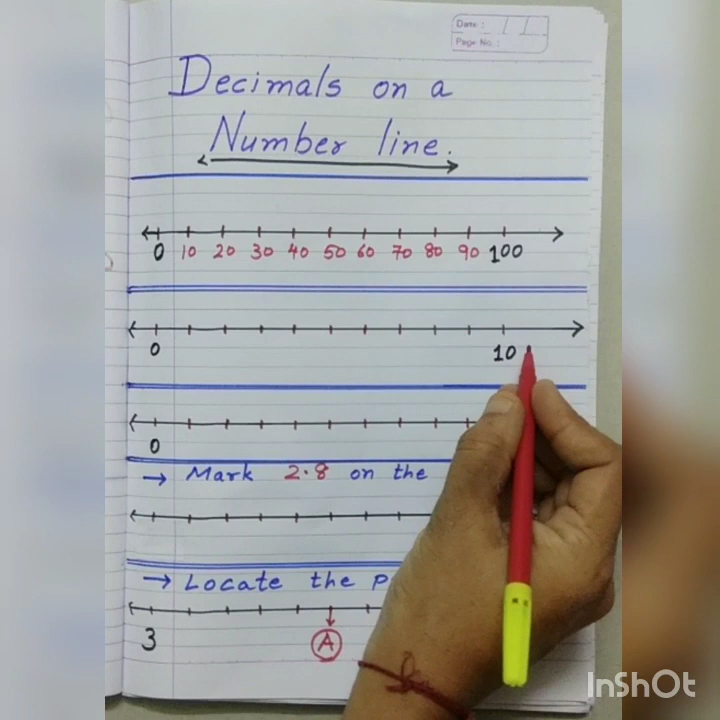 Date :
Page No. :
Decimals on a
Number line.
0 10 20 30 40 50 60 70 80 90 100
0 10
0
→ Mark 2.8 on the
→ Locate the P
3
A
InShOt